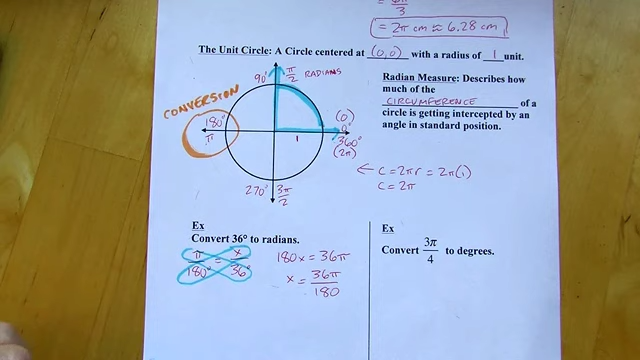 6π
3
= 2π cm ≈ 6.28 cm
The Unit Circle: A Circle centered at (0,0) with a radius of 1 unit.
90° π/2 RADIANS
CONVERSION
180°
π
(0)
0°
360°
(2π)
1
270° 3π/2
Radian Measure: Describes how
much of the
CIRCUMFERENCE of a
circle is getting intercepted by an
angle in standard position.
← C = 2πr = 2π(1)
C = 2π
Ex
Convert 36° to radians.
π/180° = x/36°
180x = 36π
x = 36π/180
Ex
Convert 3π/4 to degrees.